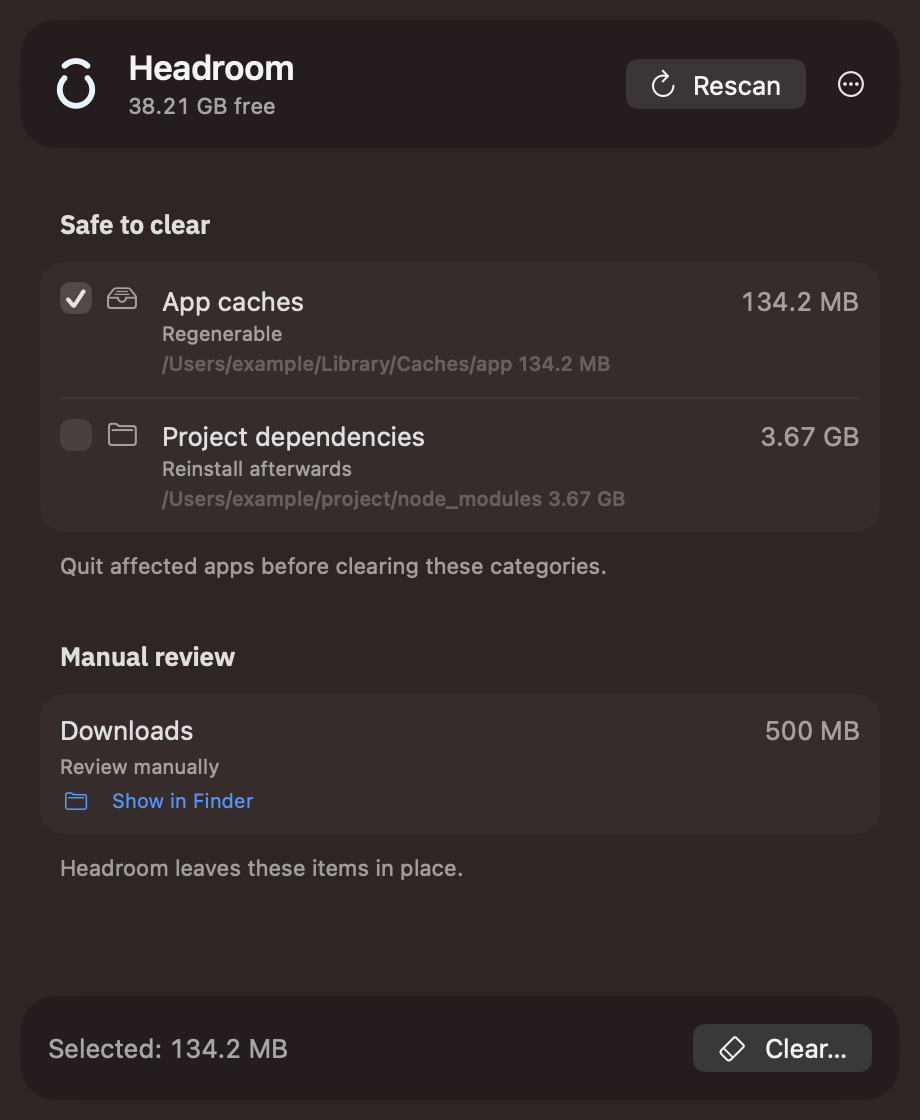 Headroom
38.21 GB free
Rescan
Safe to clear
App caches
134.2 MB
Regenerable
/Users/example/Library/Caches/app 134.2 MB
Project dependencies
3.67 GB
Reinstall afterwards
/Users/example/project/node_modules 3.67 GB
Quit affected apps before clearing these categories.
Manual review
Downloads
500 MB
Review manually
Show in Finder
Headroom leaves these items in place.
Selected: 134.2 MB
Clear...